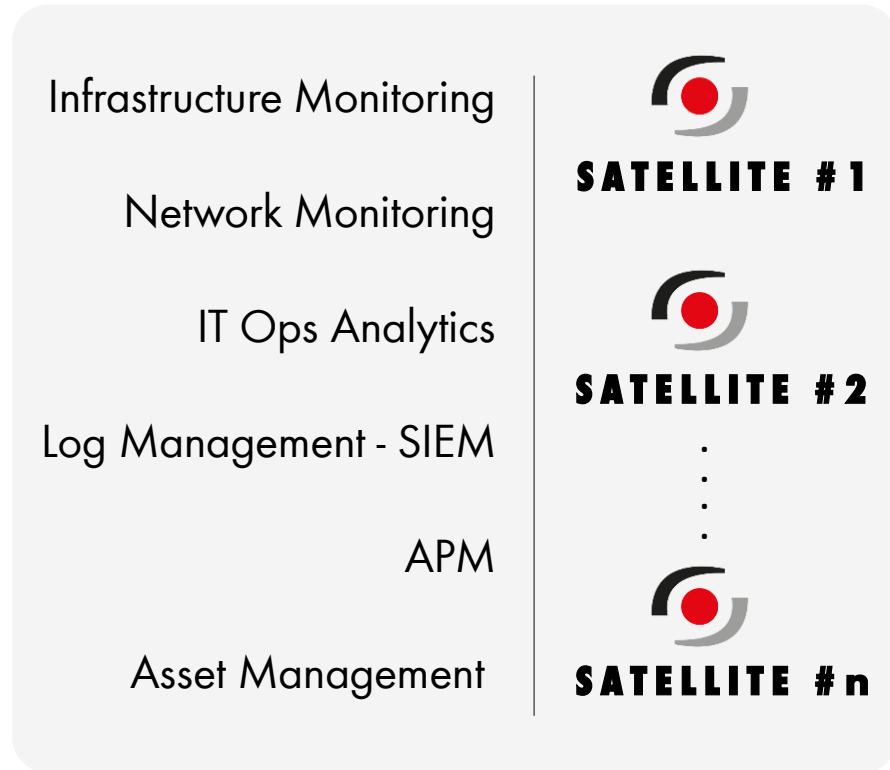 Infrastructure Monitoring
Network Monitoring
IT Ops Analytics
Log Management - SIEM
APM
Asset Management
SATELLITE #1
SATELLITE #2
SATELLITE #n